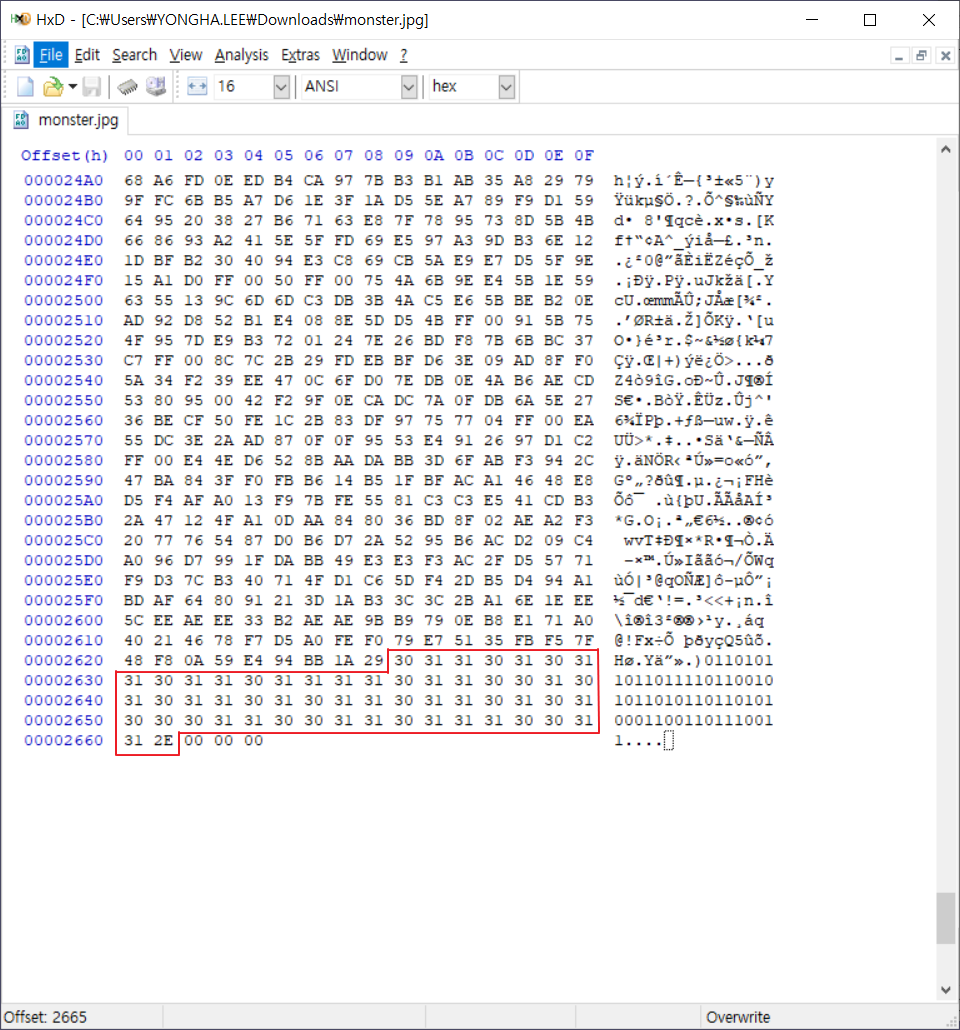 HxD - [C:₩Users₩YONGHA.LEE₩Downloads₩monster.jpg]
File Edit Search View Analysis Extras Window ?
16 ANSI hex
monster.jpg
Offset(h) 00 01 02 03 04 05 06 07 08 09 0A 0B 0C 0D 0E 0F
000024A0 68 A6 FD 0E ED B4 CA 97 7B B3 B1 AB 35 A8 29 79 h¦ý.í´Ê—{³±«5¨)y
000024B0 9F FC 6B B5 A7 D6 1E 3F 1A D5 5E A7 89 F9 D1 59 Ÿükµ§Ö.?.Õ^§‰ùÑY
000024C0 64 95 20 38 27 B6 71 63 E8 7F 78 95 73 8D 5B 4B d• 8'¶qcè.x•s.[K
000024D0 66 86 93 A2 41 5E 5F FD 69 E5 97 A3 9D B3 6E 12 f†“¢A^_ýiå—£.³n.
000024E0 1D BF B2 30 40 94 E3 C8 69 CB 5A E9 E7 D5 5F 9E .¿²0@”ãÈiËZéçÕ_ž
000024F0 15 A1 D0 FF 00 50 FF 00 75 4A 6B 9E E4 5B 1E 59 .¡Ðÿ.Pÿ.uJkžä[.Y
00002500 63 55 13 9C 6D 6D C3 DB 3B 4A C5 E6 5B BE B2 0E cU.œmmÃÛ;JÅæ[¾².
00002510 AD 92 D8 52 B1 E4 08 8E 5D D5 4B FF 00 91 5B 75 .’ØR±ä.Ž]ÕKÿ.‘[u
00002520 4F 95 7D E9 B3 72 01 24 7E 26 BD F8 7B 6B BC 37 O•}é³r.$~&½ø{k¼7
00002530 C7 FF 00 8C 7C 2B 29 FD EB BF D6 3E 09 AD 8F F0 Çÿ.Œ|+)ýë¿Ö>...ð
00002540 5A 34 F2 39 EE 47 0C 6F D0 7E DB 0E 4A B6 AE CD Z4ò9îG.oÐ~Û.J¶®Í
00002550 53 80 95 00 42 F2 9F 0E CA DC 7A 0F DB 6A 5E 27 S€•.BòŸ.ÊÜz.Ûj^'
00002560 36 BE CF 50 FE 1C 2B 83 DF 97 75 77 04 FF 00 EA 6¾ÏPþ.+ƒß—uw.ÿ.ê
00002570 55 DC 3E 2A AD 87 0F 0F 95 53 E4 91 26 97 D1 C2 UÜ>*.‡..•Sä‘&—ÑÂ
00002580 FF 00 E4 4E D6 52 8B AA DA BB 3D 6F AB F3 94 2C ÿ.äNÖR‹ªÚ»=o«ó”,
00002590 47 BA 84 3F F0 FB B6 14 B5 1F BF AC A1 46 48 E8 Gº„?ðû¶.µ.¿¬¡FHè
000025A0 D5 F4 AF A0 13 F9 7B FE 55 81 C3 C3 E5 41 CD B3 Õô¯ .ù{þU.ÃÃåAÍ³
000025B0 2A 47 12 4F A1 0D AA 84 80 36 BD 8F 02 AE A2 F3 *G.O¡.ª„€6½..®¢ó
000025C0 20 77 76 54 87 D0 B6 D7 2A 52 95 B6 AC D2 09 C4 wvT‡Ð¶×*R•¶¬Ò.Ä
000025D0 A0 96 D7 99 1F DA BB 49 E3 E3 F3 AC 2F D5 57 71 –×™.Ú»Iããó¬/ÕWq
000025E0 F9 D3 7C B3 40 71 4F D1 C6 5D F4 2D B5 D4 94 A1 ùÓ|³@qOÑÆ]ô-µÔ”¡
000025F0 BD AF 64 80 91 21 3D 1A B3 3C 3C 2B A1 6E 1E EE ½¯d€‘!=.³<<+¡n.î
00002600 5C EE AE EE 33 B2 AE AE 9B B9 79 0E B8 E1 71 A0 \î®î3²®®›¹y.¸áq
00002610 40 21 46 78 F7 D5 A0 FE F0 79 E7 51 35 FB F5 7F @!Fx÷Õ þðyçQ5ûõ.
00002620 48 F8 0A 59 E4 94 BB 1A 29 30 31 31 30 31 30 31 Hø.Yä”».)0110101
00002630 31 30 31 31 30 31 31 31 31 30 31 31 30 30 31 30 1011011110110010
00002640 31 30 31 31 30 31 30 31 31 30 31 31 30 31 30 31 1011010110110101
00002650 30 30 30 31 31 30 30 31 31 30 31 31 31 30 30 31 0001100110111001
00002660 31 2E 00 00 00 1....
Offset: 2665 Overwrite